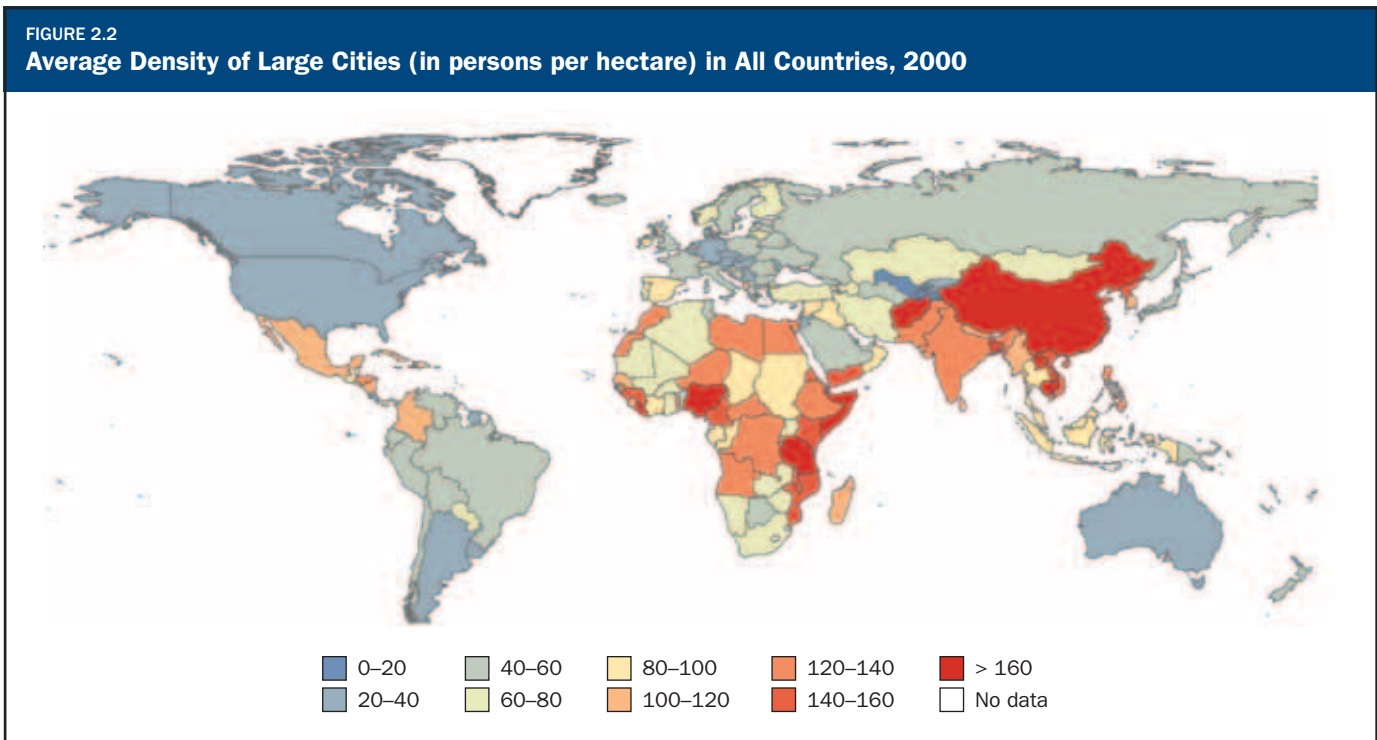 FIGURE 2.2
Average Density of Large Cities (in persons per hectare) in All Countries, 2000
0–20 40–60 80–100 120–140 > 160
20–40 60–80 100–120 140–160 No data